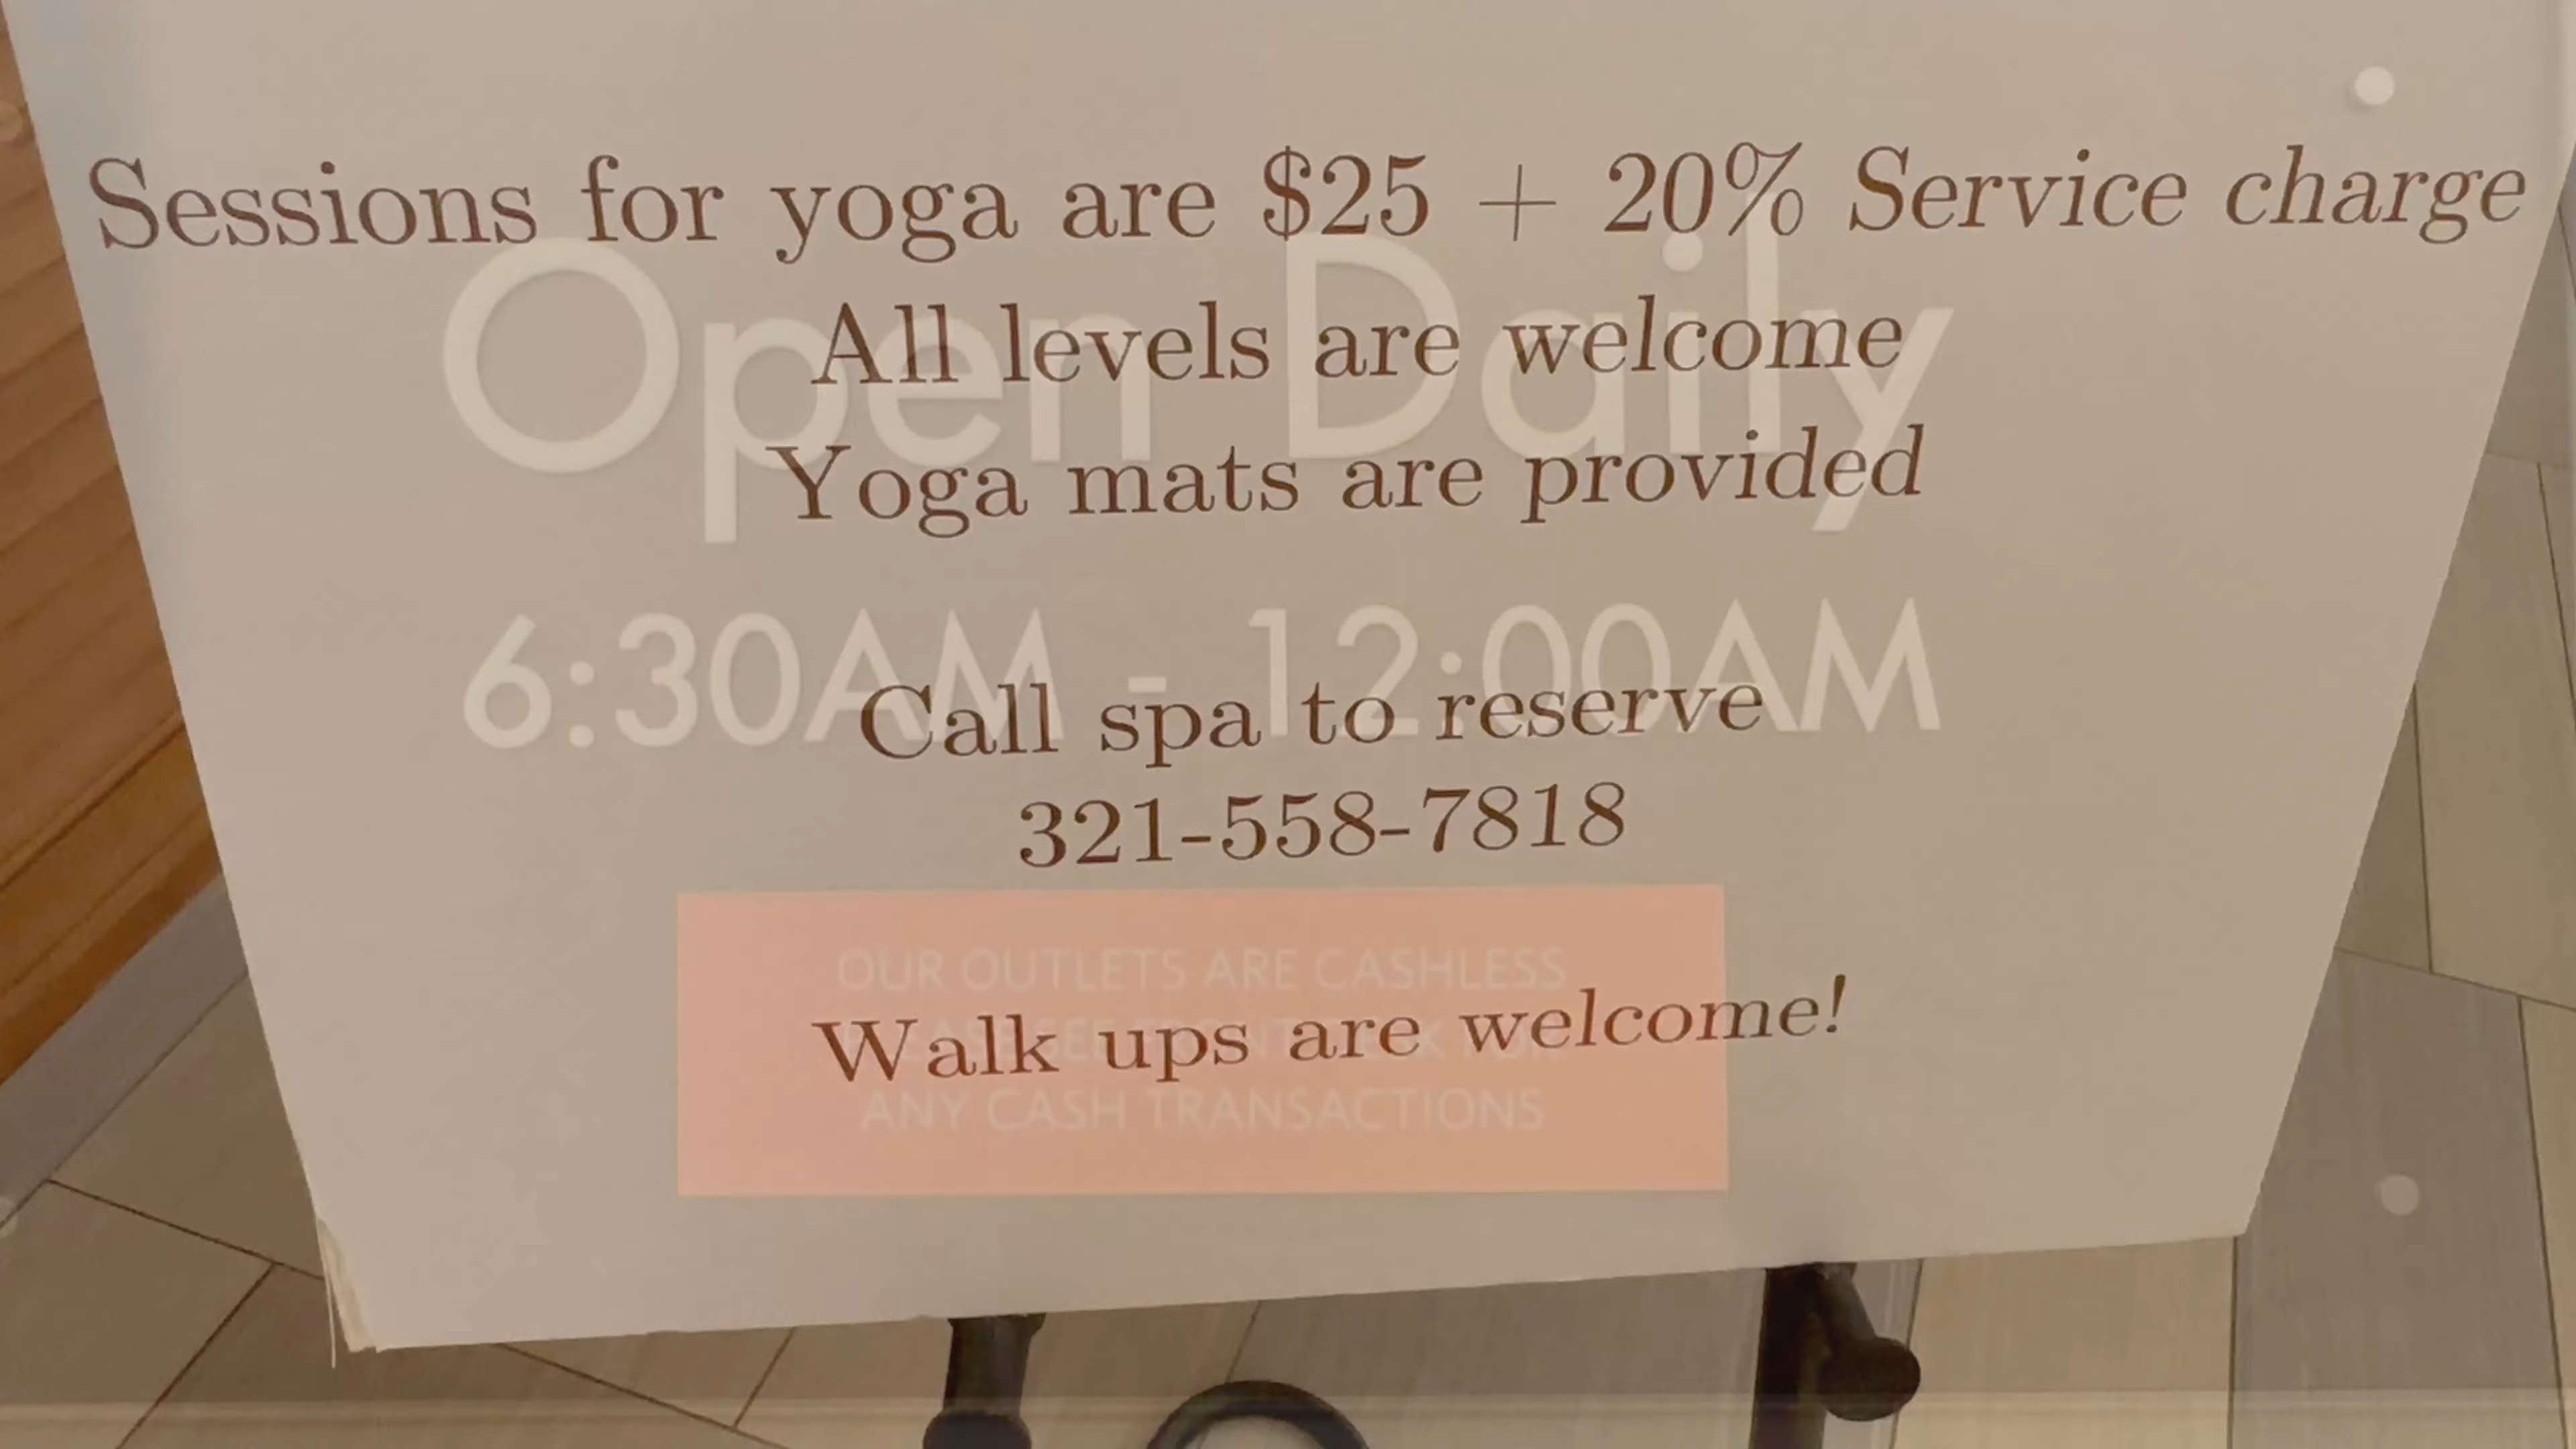 Sessions for yoga are $25 + 20% Service charge
Open Daily
All levels are welcome
Yoga mats are provided
6:30AM - 12:00AM
Call spa to reserve
321-558-7818
OUR OUTLETS ARE CASHLESS
Walk ups are welcome!
ANY CASH TRANSACTIONS